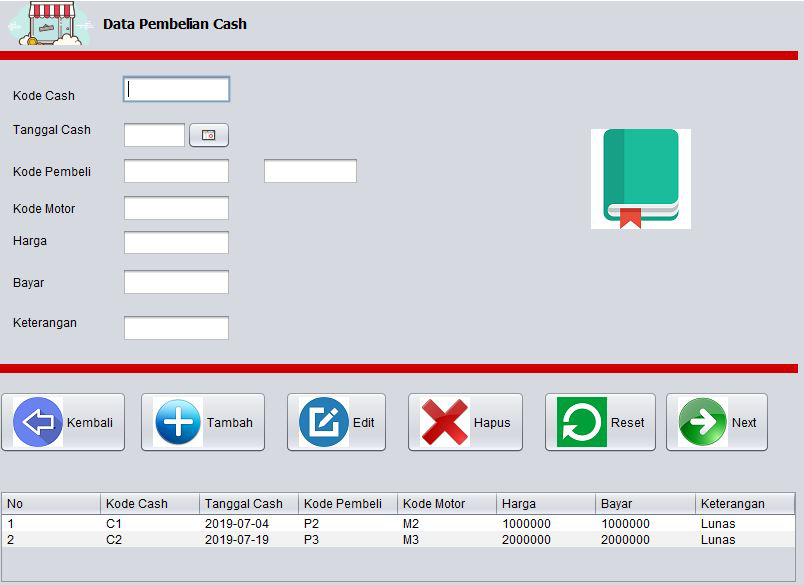 Data Pembelian Cash
Kode Cash
Tanggal Cash
Kode Pembeli
Kode Motor
Harga
Bayar
Keterangan
Kembali Tambah Edit Hapus Reset Next
No Kode Cash Tanggal Cash Kode Pembeli Kode Motor Harga Bayar Keterangan
1 C1 2019-07-04 P2 M2 1000000 1000000 Lunas
2 C2 2019-07-19 P3 M3 2000000 2000000 Lunas